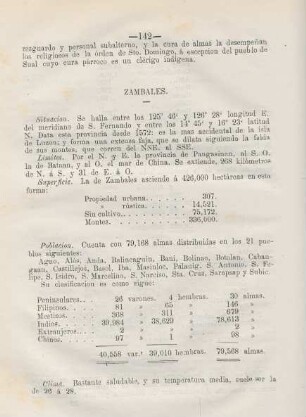 —142—
resguardo y personal subalterno, y la cura de almas la desempeñan
los religiosos de la órden de Sto. Domingo, á escepcion del pueblo de
Sual cuyo cura párroco es un clérigo indígena.
ZAMBALES.
Situacion. Se halla entre los 125° 46' y 126° 28' longitud E.
del meridiano de S. Fernando y entre los 14° 45' y 16° 23' latitud
N. Data esta provincia desde 1572: es la mas accidental de la isla
de Luzon: y forma una estensa faja, que se dilata siguiendo la falda
de sus montes, que corren del NNE. al SSE.
Límites. Por el N. y E. la provincia de Pangasinan, al S. O. la
de Bataan, y al O. el mar de China. Se estiende, 268 kilómetros
de N. á S. y 31 de E. á O.
Superficie. La de Zambales asciende á 426,000 hectáreas en esta
forma:
Propiedad urbana. 307.
» rústica. 14,521.
Sin cultivo. 75,172.
Montes. 336,000.
Poblacion. Cuenta con 79,168 almas distribuidas en los 21 pue-
blos siguientes:
Agno, Alos, Anda, Balincaguin, Bani, Bolinao, Botolan, Caban-
gaan, Castillejos, Iba, Masinloc, Palauig, S. Antonio, S. Fe-
lipe, S. Isidro, S. Marcelino, S. Narciso, Sta. Cruz, Sarapsap y Subic.
Su clasificacion es como sigue:
Peninsulares. 26 varones. 4 hembras. 30 almas.
Filipinos. 81 » 65 » 146 »
Mestizos. 368 » 311 » 679 »
Indios. 39,984 » 38,629 » 78,613 »
Extranjeros. 2 » » 2 »
Chinos. 97 » 1 » 98 »
40,558 var. 39,010 hembras. 79,568 almas.
Clima. Bastante saludable, y su temperatura media, suele ser la
de 26 á 28.